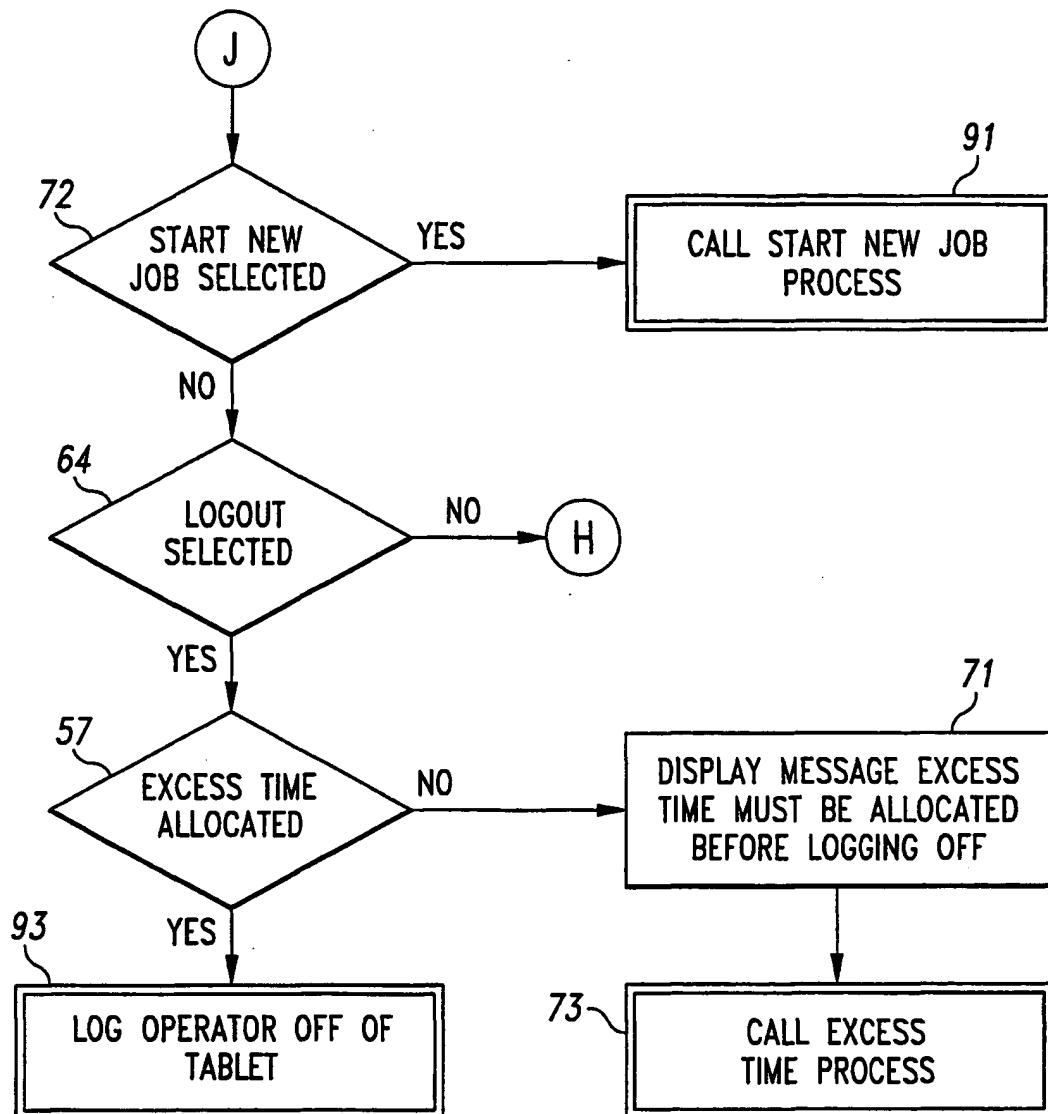 J
72
START NEW
JOB SELECTED
YES
91
CALL START NEW JOB
PROCESS
NO
64
LOGOUT
SELECTED
NO
H
YES
57
EXCESS TIME
ALLOCATED
NO
71
DISPLAY MESSAGE EXCESS
TIME MUST BE ALLOCATED
BEFORE LOGGING OFF
YES
93
LOG OPERATOR OFF OF
TABLET
73
CALL EXCESS
TIME PROCESS